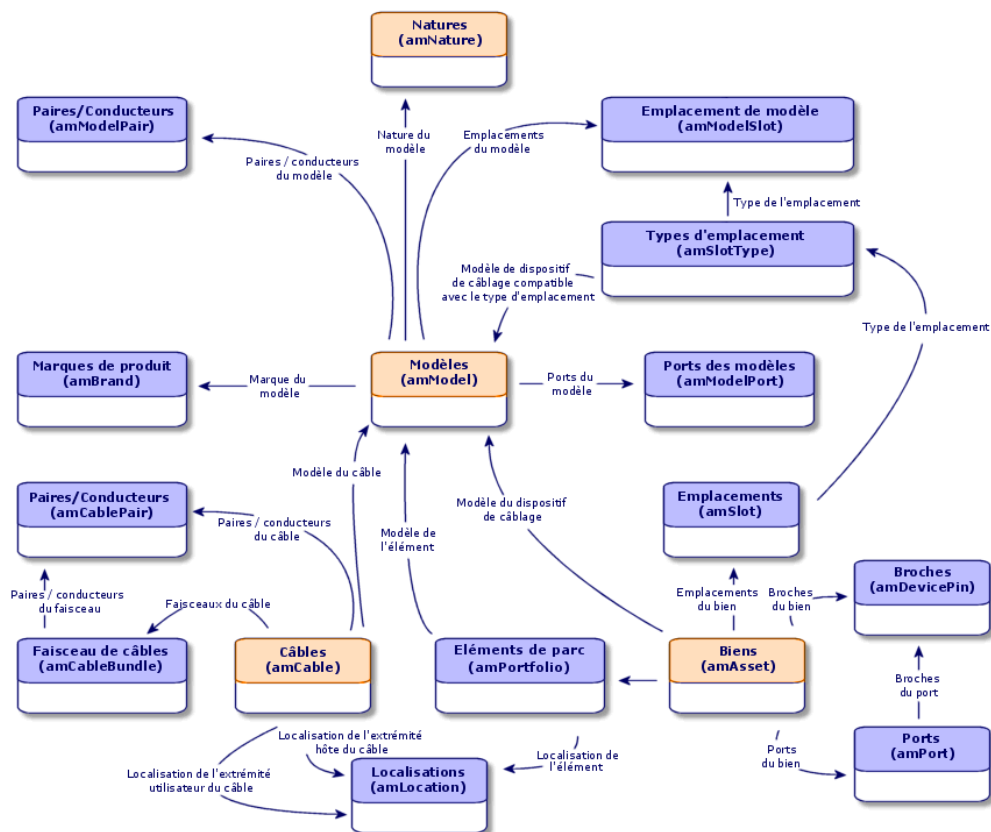 Natures
(amNature)
Paires/Conducteurs
(amModelPair)
Emplacement de modèle
(amModelSlot)
Nature du
modèle
Emplacements
du modèle
Paires / conducteurs
du modèle
Type de l'emplacement
Types d'emplacement
(amSlotType)
Modèle de dispositif
de câblage compatible
avec le type d'emplacement
Type de l'emplacement
Marques de produit
(amBrand)
Marque du
modèle
Modèles
(amModel)
Ports du
modèle
Ports des modèles
(amModelPort)
Modèle du câble
Paires/Conducteurs
(amCablePair)
Paires / conducteurs
du câble
Modèle de
l'élément
Modèle du dispositif
de câblage
Emplacements
(amSlot)
Broches
(amDevicePin)
Paires / conducteurs
du faisceau
Faisceaux du câble
Emplacements
du bien
Broches
du bien
Faisceau de câbles
(amCableBundle)
Câbles
(amCable)
Eléments de parc
(amPortfolio)
Biens
(amAsset)
Broches
du port
Localisation de l'extrémité
hôte du câble
Localisation de
l'élément
Ports
du bien
Ports
(amPort)
Localisation de l'extrémité
utilisateur du câble
Localisations
(amLocation)